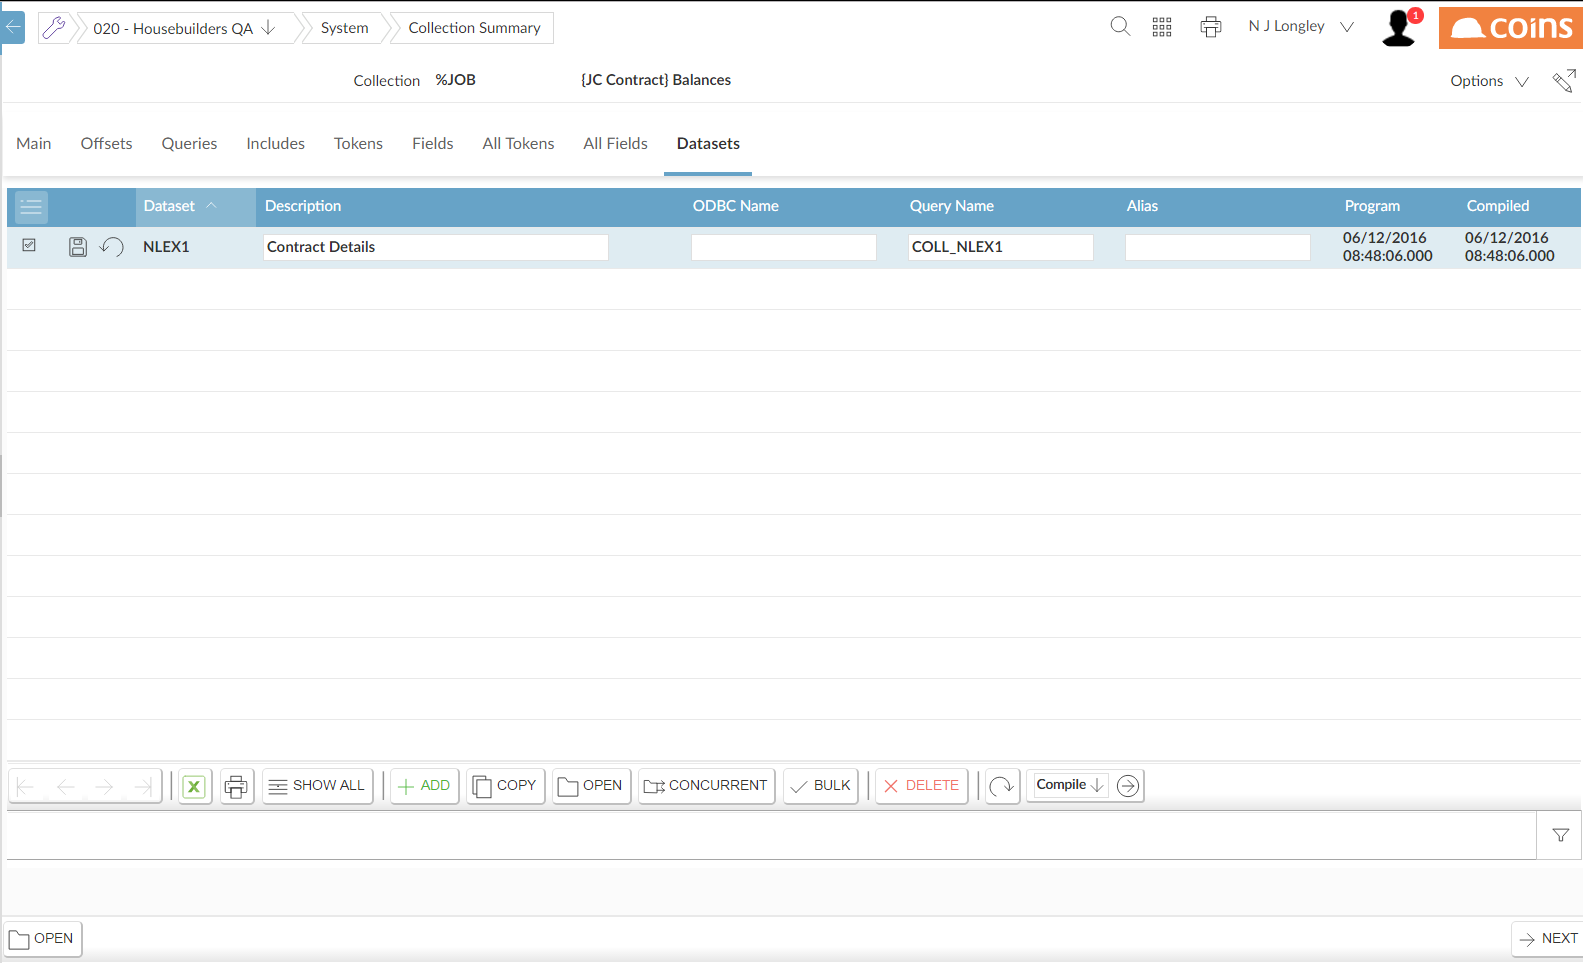 020 - Housebuilders QA
System
Collection Summary
N J Longley
1
coins
Collection %JOB {JC Contract} Balances
Options
Main Offsets Queries Includes Tokens Fields All Tokens All Fields Datasets
Dataset Description ODBC Name Query Name Alias Program Compiled
NLEX1 Contract Details COLL_NLEX1 06/12/2016 08:48:06.000 06/12/2016 08:48:06.000
SHOW ALL ADD COPY OPEN CONCURRENT BULK DELETE Compile
OPEN NEXT